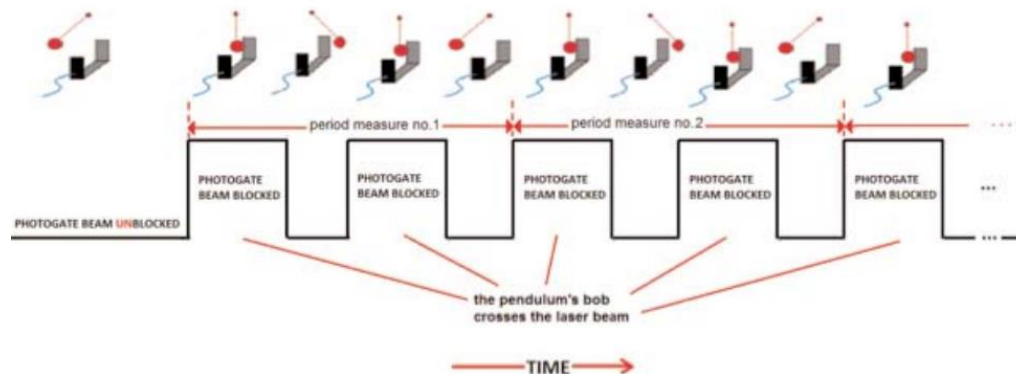 period measure no.1
period measure no.2
PHOTOGATE
BEAM BLOCKED
PHOTOGATE
BEAM BLOCKED
PHOTOGATE
BEAM BLOCKED
PHOTOGATE
BEAM BLOCKED
PHOTOGATE
BEAM BLOCKED
...
PHOTOGATE BEAM UNBLOCKED
...
the pendulum's bob
crosses the laser beam
TIME